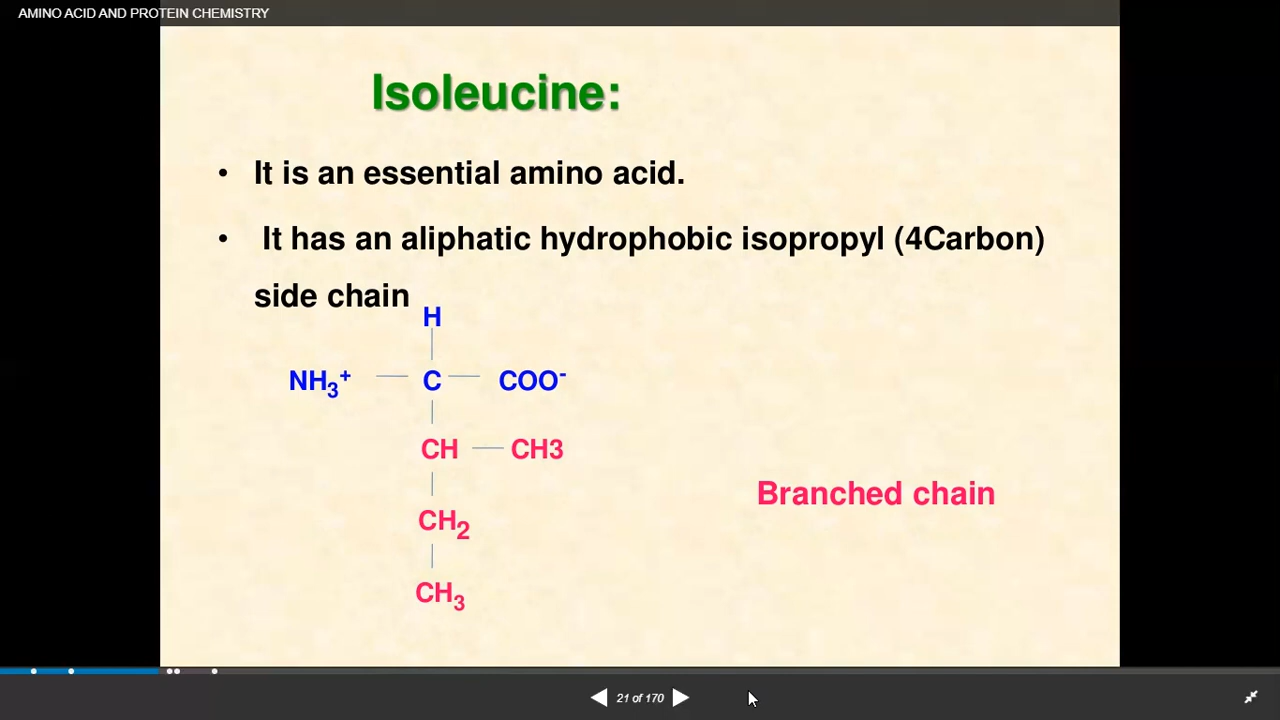 AMINO ACID AND PROTEIN CHEMISTRY
Isoleucine:
• It is an essential amino acid.
• It has an aliphatic hydrophobic isopropyl (4Carbon)
side chain
H
NH₃⁺ C COO⁻
CH CH3
Branched chain
CH₂
CH₃
21 of 170